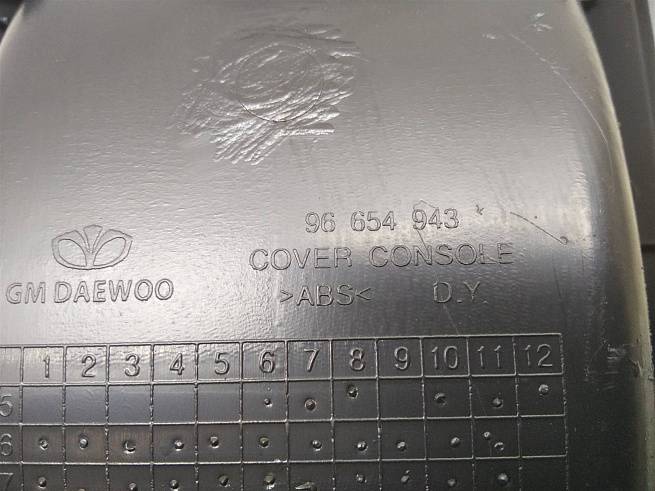 96 654 943
COVER CONSOLE
GM DAEWOO >ABS< D.Y.
1 2 3 4 5 6 7 8 9 10 11 12
5
6
7